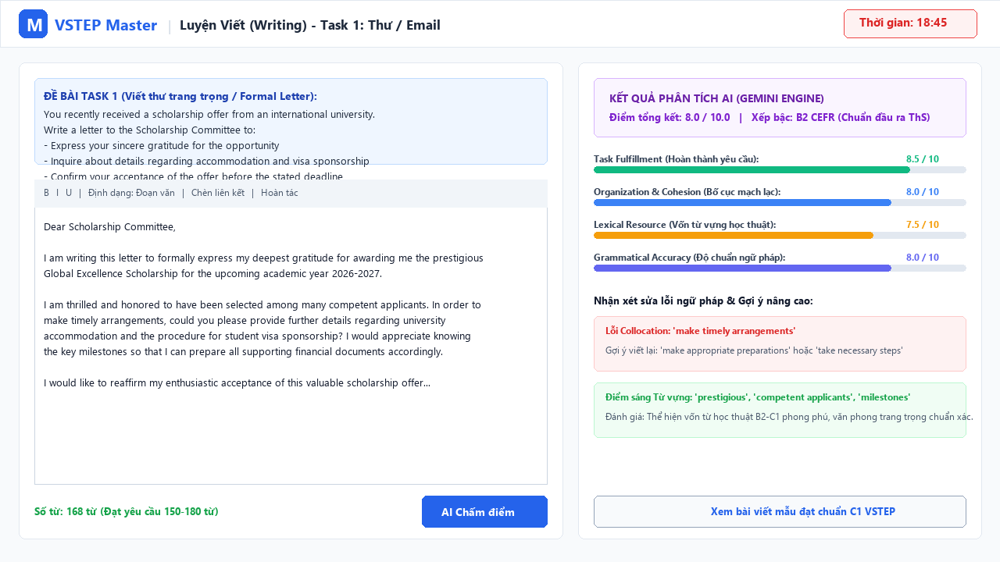 M VSTEP Master | Luyện Viết (Writing) - Task 1: Thư / Email
Thời gian: 18:45
ĐỀ BÀI TASK 1 (Viết thư trang trọng / Formal Letter):
You recently received a scholarship offer from an international university.
Write a letter to the Scholarship Committee to:
- Express your sincere gratitude for the opportunity
- Inquire about details regarding accommodation and visa sponsorship
- Confirm your acceptance of the offer before the stated deadline
B I U | Định dạng: Đoạn văn | Chèn liên kết | Hoàn tác
Dear Scholarship Committee,
I am writing this letter to formally express my deepest gratitude for awarding me the prestigious
Global Excellence Scholarship for the upcoming academic year 2026-2027.
I am thrilled and honored to have been selected among many competent applicants. In order to
make timely arrangements, could you please provide further details regarding university
accommodation and the procedure for student visa sponsorship? I would appreciate knowing
the key milestones so that I can prepare all supporting financial documents accordingly.
I would like to reaffirm my enthusiastic acceptance of this valuable scholarship offer...
Số từ: 168 từ (Đạt yêu cầu 150-180 từ)
AI Chấm điểm
KẾT QUẢ PHÂN TÍCH AI (GEMINI ENGINE)
Điểm tổng kết: 8.0 / 10.0 | Xếp bậc: B2 CEFR (Chuẩn đầu ra ThS)
Task Fulfillment (Hoàn thành yêu cầu): 8.5 / 10
Organization & Cohesion (Bố cục mạch lạc): 8.0 / 10
Lexical Resource (Vốn từ vựng học thuật): 7.5 / 10
Grammatical Accuracy (Độ chuẩn ngữ pháp): 8.0 / 10
Nhận xét sửa lỗi ngữ pháp & Gợi ý nâng cao:
Lỗi Collocation: 'make timely arrangements'
Gợi ý viết lại: 'make appropriate preparations' hoặc 'take necessary steps'
Điểm sáng Từ vựng: 'prestigious', 'competent applicants', 'milestones'
Đánh giá: Thể hiện vốn từ học thuật B2-C1 phong phú, văn phong trang trọng chuẩn xác.
Xem bài viết mẫu đạt chuẩn C1 VSTEP